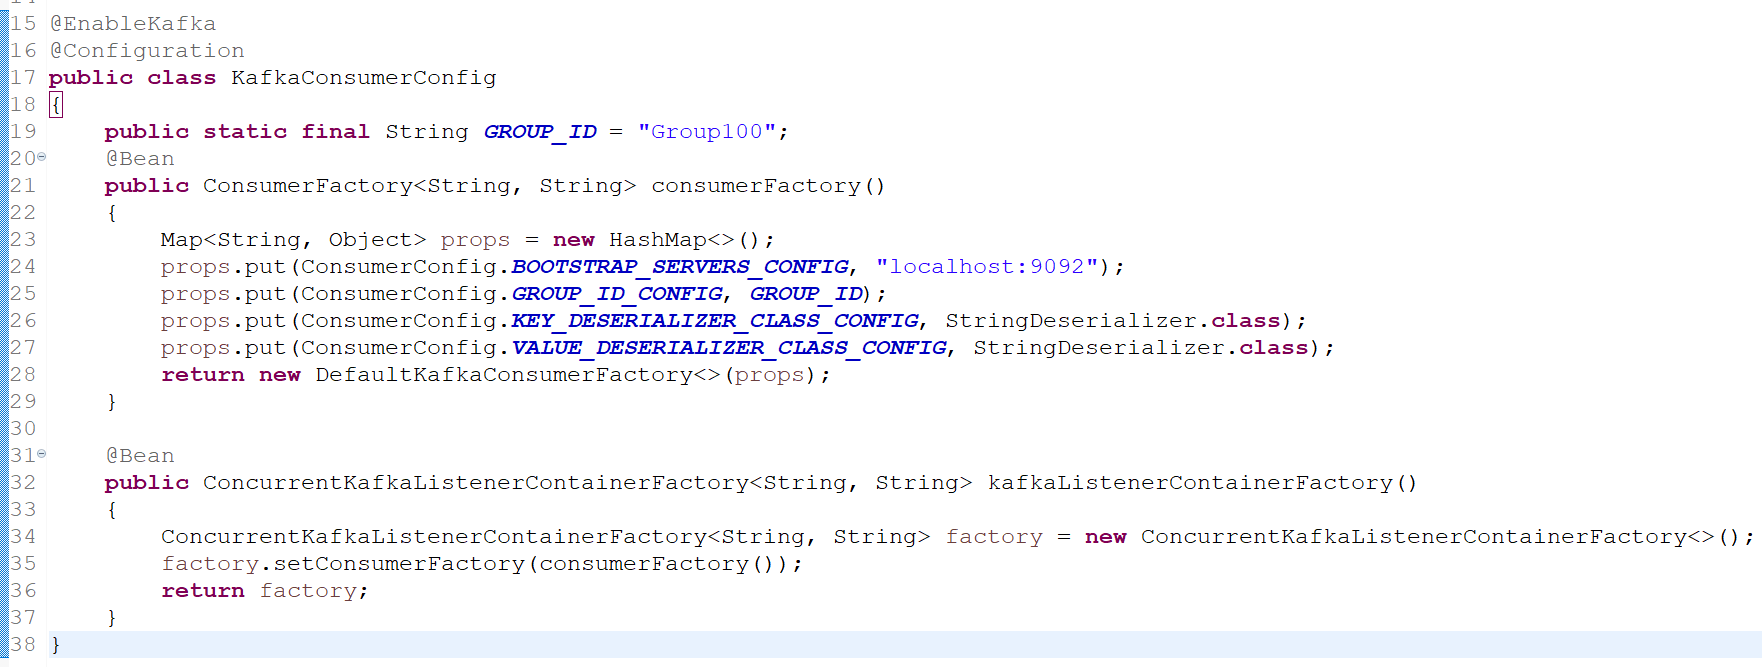 15 @EnableKafka
16 @Configuration
17 public class KafkaConsumerConfig
18 {
19     public static final String GROUP_ID = "Group100";
20     @Bean
21     public ConsumerFactory<String, String> consumerFactory()
22     {
23         Map<String, Object> props = new HashMap<>();
24         props.put(ConsumerConfig.BOOTSTRAP_SERVERS_CONFIG, "localhost:9092");
25         props.put(ConsumerConfig.GROUP_ID_CONFIG, GROUP_ID);
26         props.put(ConsumerConfig.KEY_DESERIALIZER_CLASS_CONFIG, StringDeserializer.class);
27         props.put(ConsumerConfig.VALUE_DESERIALIZER_CLASS_CONFIG, StringDeserializer.class);
28         return new DefaultKafkaConsumerFactory<>(props);
29     }
30
31     @Bean
32     public ConcurrentKafkaListenerContainerFactory<String, String> kafkaListenerContainerFactory()
33     {
34         ConcurrentKafkaListenerContainerFactory<String, String> factory = new ConcurrentKafkaListenerContainerFactory<>();
35         factory.setConsumerFactory(consumerFactory());
36         return factory;
37     }
38 }